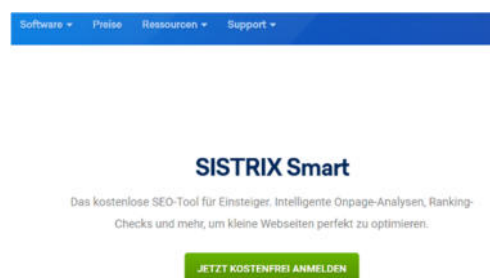 Software Preise Ressourcen Support
SISTRIX Smart
Das kostenlose SEO-Tool für Einsteiger. Intelligente Onpage-Analysen, Ranking-
Checks und mehr, um kleine Webseiten perfekt zu optimieren.
JETZT KOSTENFREI ANMELDEN